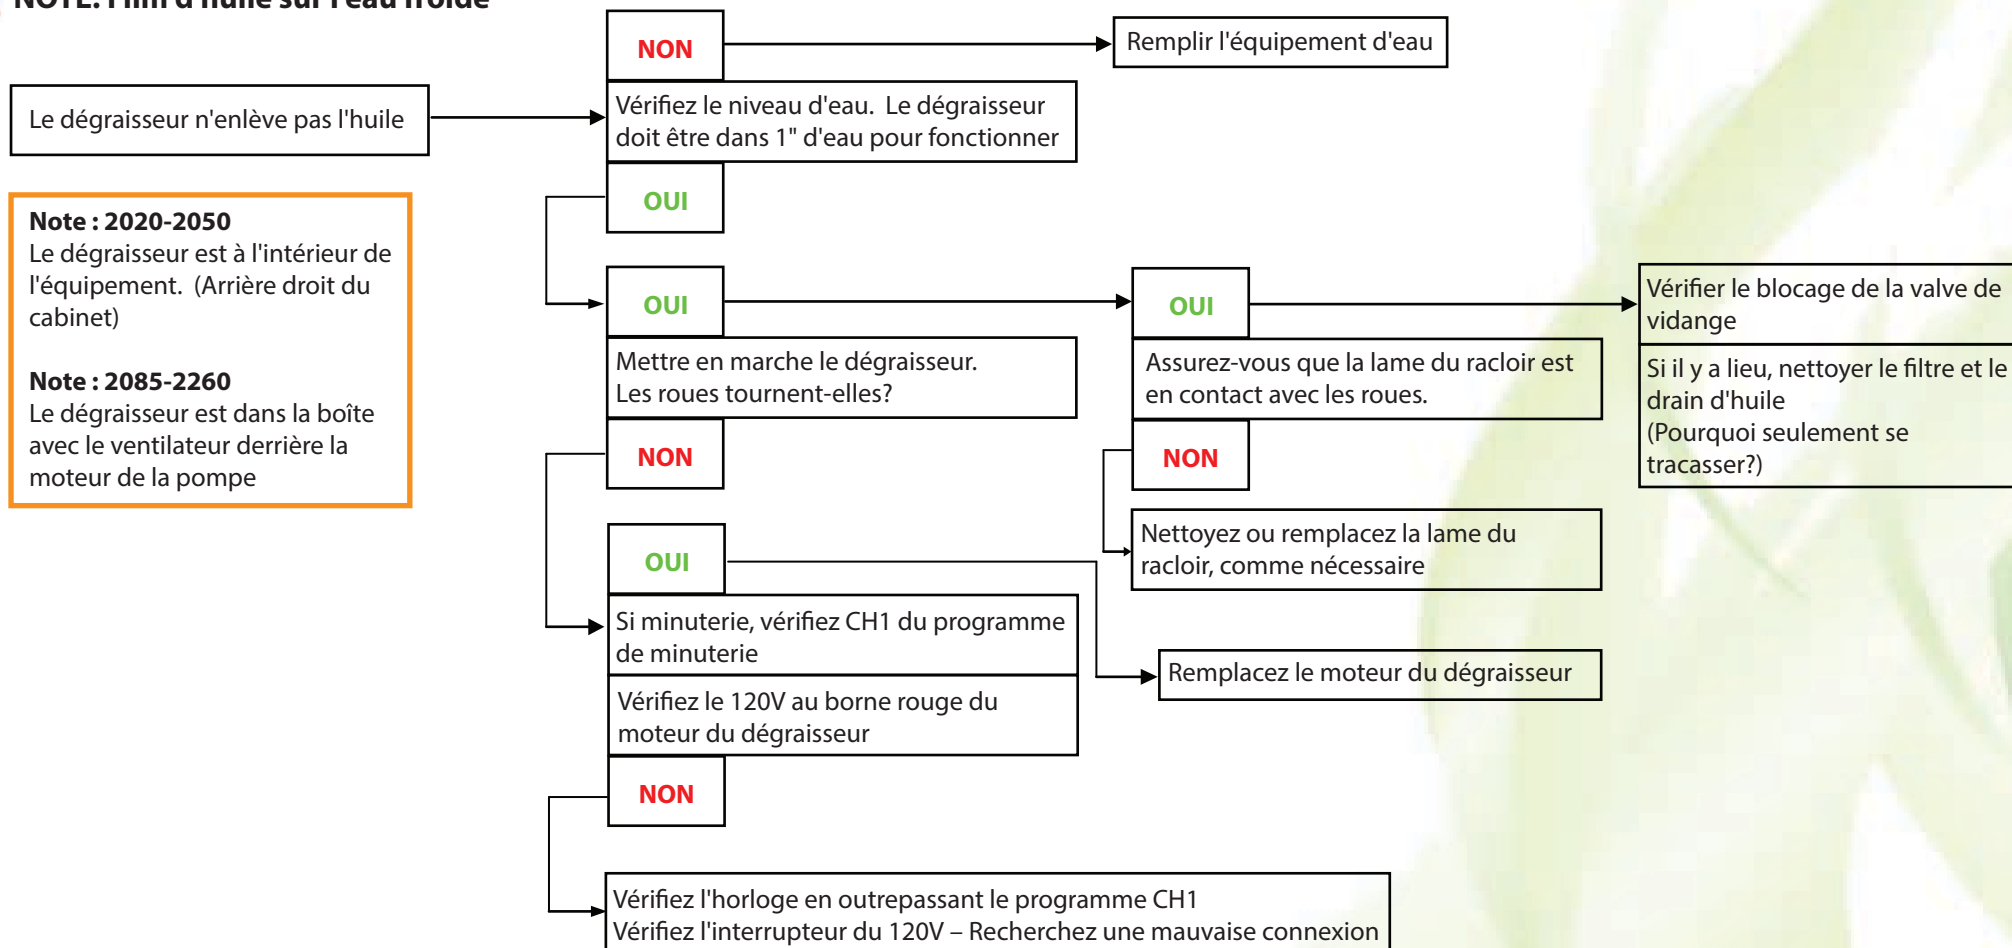 NOTE: Film d'huile sur l'eau froide
NON
Remplir l'équipement d'eau
Le dégraisseur n'enlève pas l'huile
Vérifiez le niveau d'eau. Le dégraisseur
doit être dans 1" d'eau pour fonctionner
OUI
Note : 2020-2050
Le dégraisseur est à l'intérieur de
l'équipement. (Arrière droit du
cabinet)
Note : 2085-2260
Le dégraisseur est dans la boîte
avec le ventilateur derrière la
moteur de la pompe
OUI
Mettre en marche le dégraisseur.
Les roues tournent-elles?
NON
OUI
Assurez-vous que la lame du racloir est
en contact avec les roues.
NON
Vérifier le blocage de la valve de
vidange
Si il y a lieu, nettoyer le filtre et le
drain d'huile
(Pourquoi seulement se
tracasser?)
Nettoyez ou remplacez la lame du
racloir, comme nécessaire
OUI
Si minuterie, vérifiez CH1 du programme
de minuterie
Vérifiez le 120V au borne rouge du
moteur du dégraisseur
NON
Remplacez le moteur du dégraisseur
Vérifiez l'horloge en outrepassant le programme CH1
Vérifiez l'interrupteur du 120V – Recherchez une mauvaise connexion